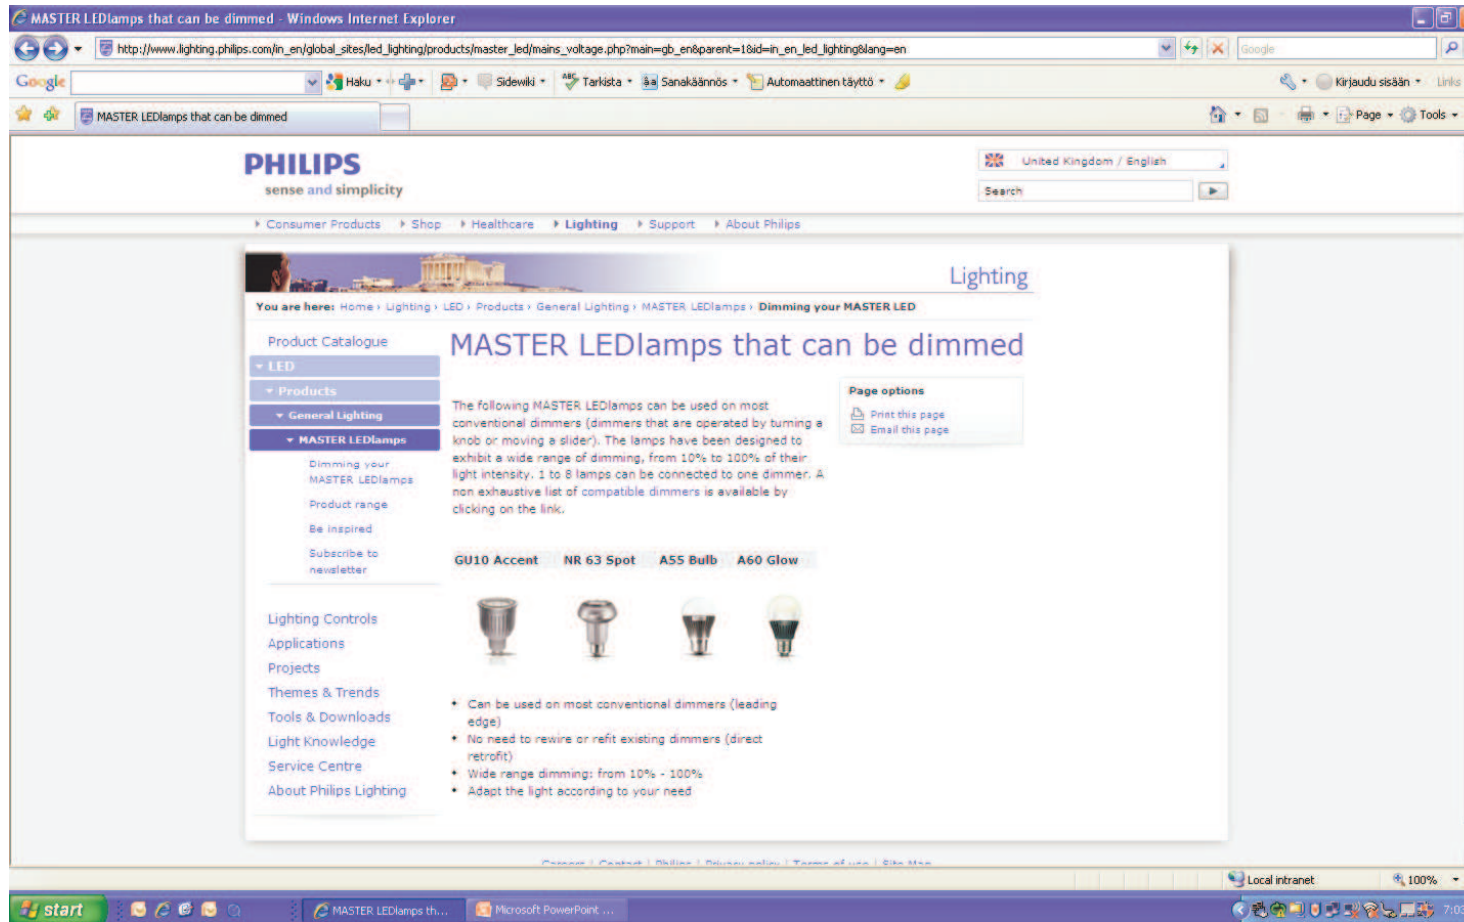 MASTER LEDlamps that can be dimmed - Windows Internet Explorer
http://www.lighting.philips.com/in_en/global_sites/led_lighting/products/master_led/mains_voltage.php?main=gb_en&parent=1&id=in_en_led_lighting&lang=en
Google
Google Haku Sidewiki Tarkista Sanakäännös Automaattinen täyttö Kirjaudu sisään Links
MASTER LEDlamps that can be dimmed Page Tools
PHILIPS
sense and simplicity
United Kingdom / English
Search
Consumer Products Shop Healthcare Lighting Support About Philips
Lighting
You are here: Home › Lighting › LED › Products › General Lighting › MASTER LEDlamps › Dimming your MASTER LED
Product Catalogue
LED
Products
General Lighting
MASTER LEDlamps
Dimming your
MASTER LEDlamps
Product range
Be inspired
Subscribe to
newsletter
Lighting Controls
Applications
Projects
Themes & Trends
Tools & Downloads
Light Knowledge
Service Centre
About Philips Lighting
MASTER LEDlamps that can be dimmed
The following MASTER LEDlamps can be used on most
conventional dimmers (dimmers that are operated by turning a
knob or moving a slider). The lamps have been designed to
exhibit a wide range of dimming, from 10% to 100% of their
light intensity. 1 to 8 lamps can be connected to one dimmer. A
non exhaustive list of compatible dimmers is available by
clicking on the link.
Page options
Print this page
Email this page
GU10 Accent NR 63 Spot A55 Bulb A60 Glow
• Can be used on most conventional dimmers (leading
edge)
• No need to rewire or refit existing dimmers (direct
retrofit)
• Wide range dimming: from 10% - 100%
• Adapt the light according to your need
Careers | Contact | Philips | Privacy policy | Terms of use | Site Map
Local intranet 100%
start MASTER LEDlamps th... Microsoft PowerPoint ...